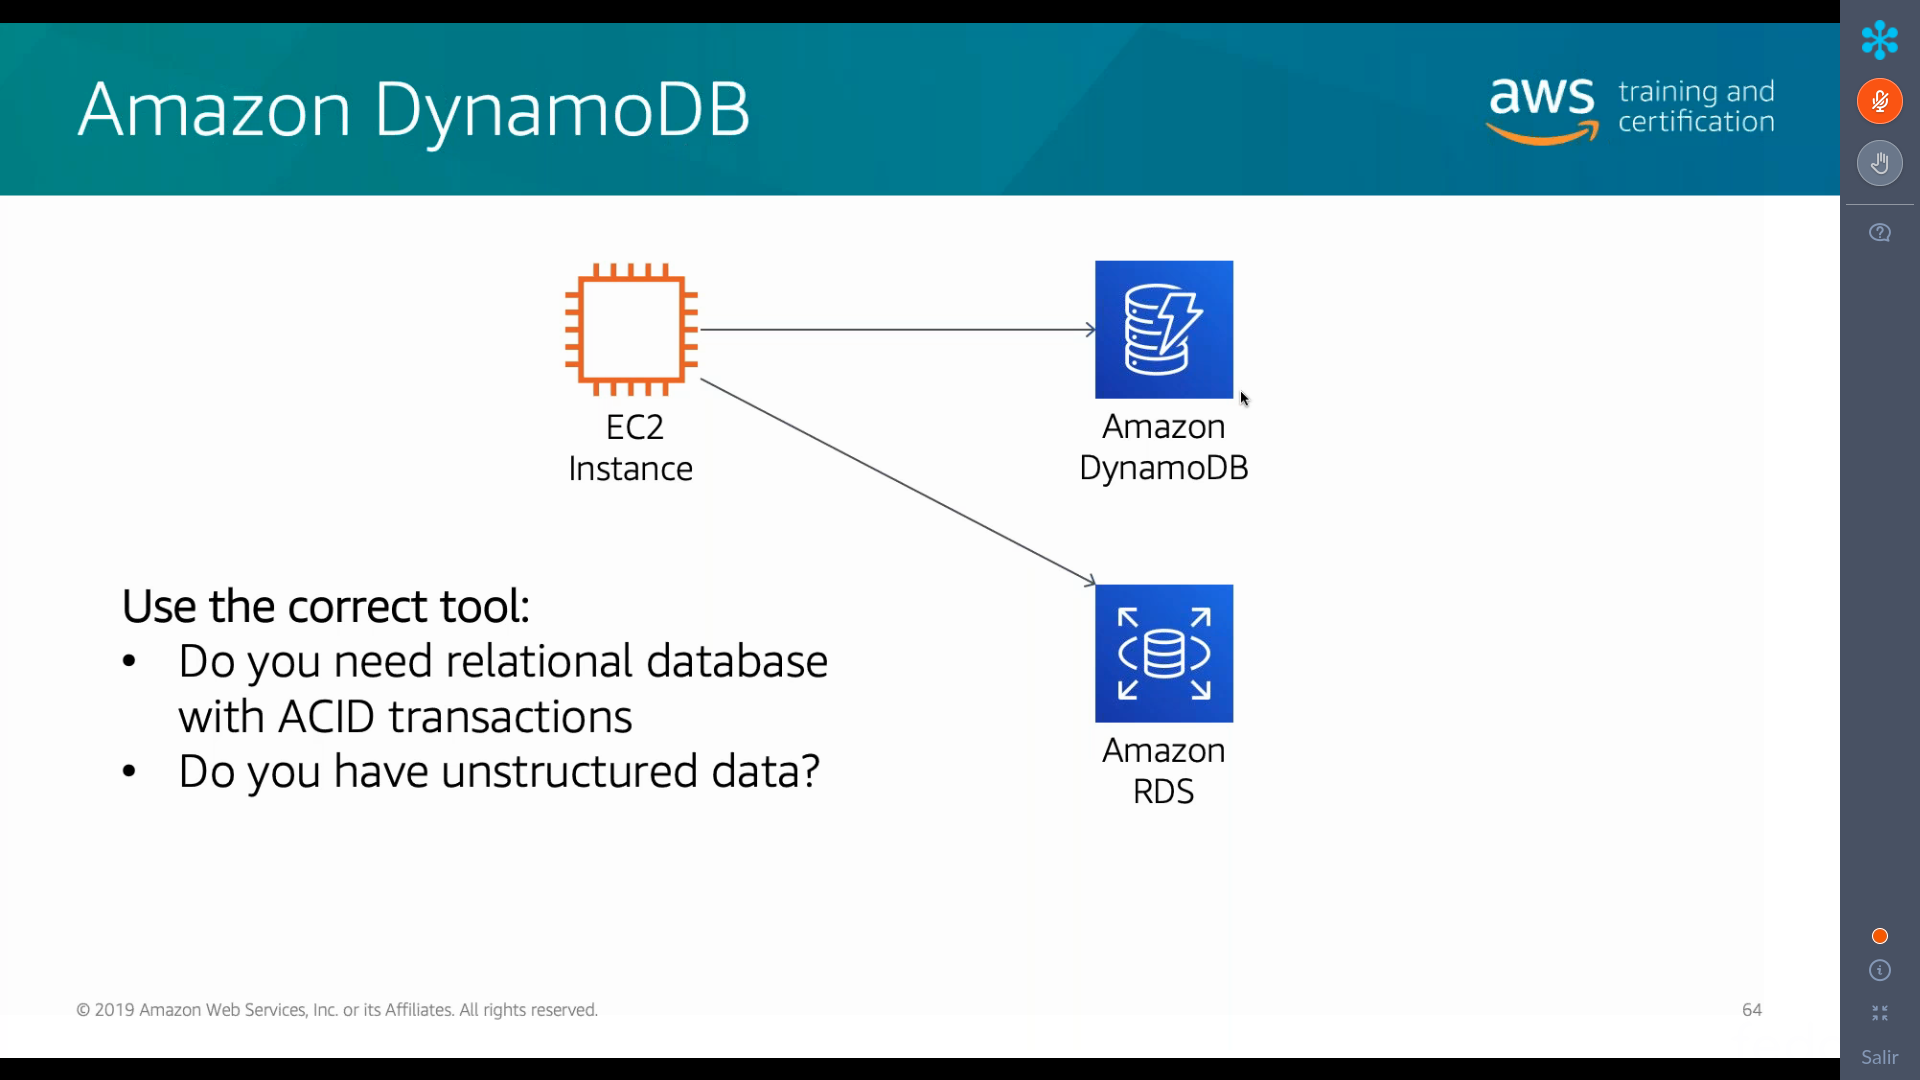 Amazon DynamoDB
aws
training and
certification
EC2
Instance
Amazon
DynamoDB
Use the correct tool:
• Do you need relational database
with ACID transactions
• Do you have unstructured data?
Amazon
RDS
© 2019 Amazon Web Services, Inc. or its Affiliates. All rights reserved.
64
Salir